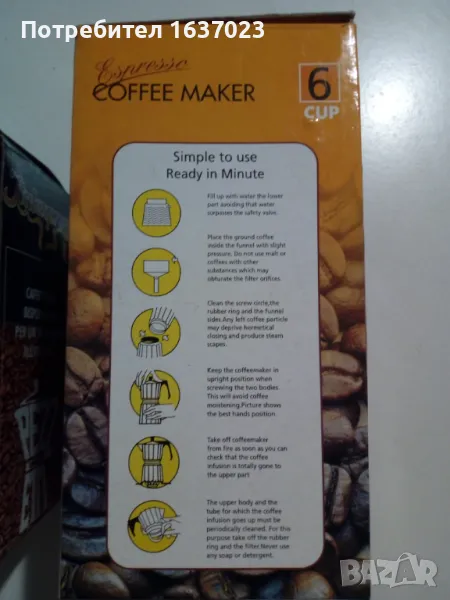 Потребител 1637023
Espresso
COFFEE MAKER
6
CUP
Simple to use
Ready in Minute
Fill up with water the lower
part avoiding that water
surpasses the safety valve.
Place the ground coffee
inside the funnel with slight
pressure. Do not use malt or
coffees with other
substances which may
obturate the filter orifices.
Clean the screw circle,the
rubber ring and the funnel
sides.Any left coffee particle
may deprive hormetical
closing and produce steam
scapes.
Keep the coffeemaker in
upright position when
screwing the two bodies.
This will avoid coffee
moistening.Picture shows
the best hands position.
Take off coffeemaker
from fire as seen as you can
check that the coffee
infusion is totally gone to
the upper part
The upper body and the
tube for which the coffee
infusion goes up must be
periodically cleaned. For this
purpose take off the rubber
ring and the filter.Never use
any soap or detergent.
BAZAR